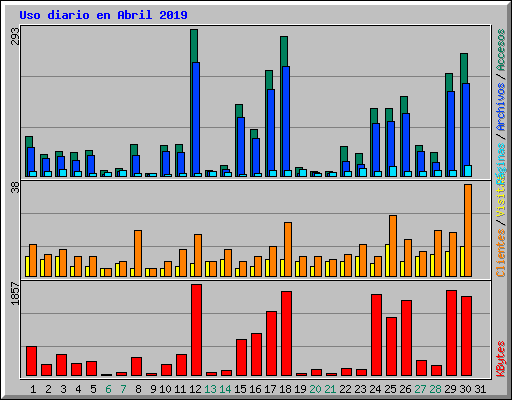 Uso diario en Abril 2019
293
38
1857
Accesos / Archivos / Páginas
Visitas / Clientes
KBytes
1 2 3 4 5 6 7 8 9 10 11 12 13 14 15 16 17 18 19 20 21 22 23 24 25 26 27 28 29 30 31